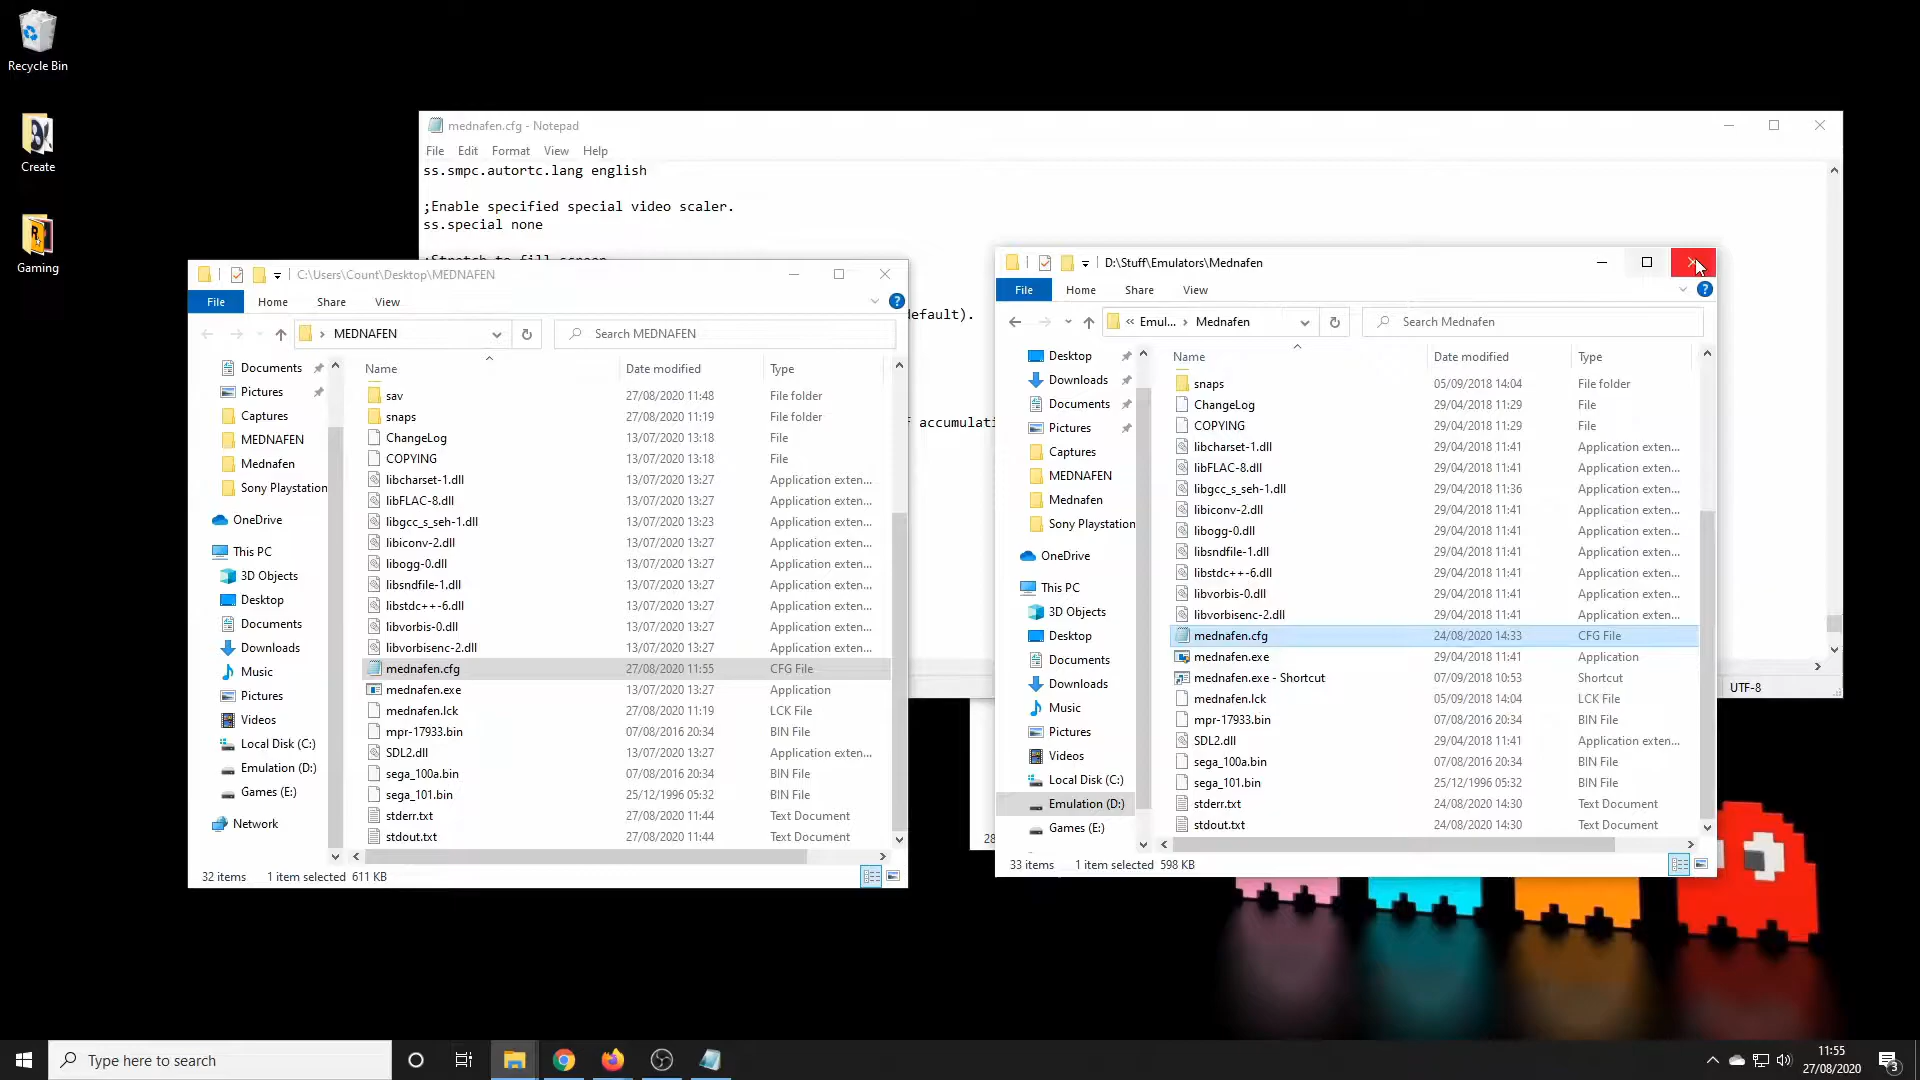 Recycle Bin
Create
Gaming
mednafen.cfg - Notepad
File Edit Format View Help
ss.smpc.autortc.lang english
;Enable specified special video scaler.
ss.special none
efault).
f accumulati
UTF-8
28
C:\Users\Count\Desktop\MEDNAFEN
File Home Share View
MEDNAFEN
Search MEDNAFEN
Documents
Pictures
Captures
MEDNAFEN
Mednafen
Sony Playstation
OneDrive
This PC
3D Objects
Desktop
Documents
Downloads
Music
Pictures
Videos
Local Disk (C:)
Emulation (D:)
Games (E:)
Network
Name Date modified Type
sav 27/08/2020 11:48 File folder
snaps 27/08/2020 11:19 File folder
ChangeLog 13/07/2020 13:18 File
COPYING 13/07/2020 13:18 File
libcharset-1.dll 13/07/2020 13:27 Application exten...
libFLAC-8.dll 13/07/2020 13:27 Application exten...
libgcc_s_seh-1.dll 13/07/2020 13:23 Application exten...
libiconv-2.dll 13/07/2020 13:27 Application exten...
libogg-0.dll 13/07/2020 13:27 Application exten...
libsndfile-1.dll 13/07/2020 13:27 Application exten...
libstdc++-6.dll 13/07/2020 13:27 Application exten...
libvorbis-0.dll 13/07/2020 13:27 Application exten...
libvorbisenc-2.dll 13/07/2020 13:27 Application exten...
mednafen.cfg 27/08/2020 11:55 CFG File
mednafen.exe 13/07/2020 13:27 Application
mednafen.lck 27/08/2020 11:19 LCK File
mpr-17933.bin 07/08/2016 20:34 BIN File
SDL2.dll 13/07/2020 13:27 Application exten...
sega_100a.bin 07/08/2016 20:34 BIN File
sega_101.bin 25/12/1996 05:32 BIN File
stderr.txt 27/08/2020 11:44 Text Document
stdout.txt 27/08/2020 11:44 Text Document
32 items 1 item selected 611 KB
D:\Stuff\Emulators\Mednafen
File Home Share View
« Emul... Mednafen
Search Mednafen
Desktop
Downloads
Documents
Pictures
Captures
MEDNAFEN
Mednafen
Sony Playstation
OneDrive
This PC
3D Objects
Desktop
Documents
Downloads
Music
Pictures
Videos
Local Disk (C:)
Emulation (D:)
Games (E:)
Name Date modified Type
snaps 05/09/2018 14:04 File folder
ChangeLog 29/04/2018 11:29 File
COPYING 29/04/2018 11:29 File
libcharset-1.dll 29/04/2018 11:41 Application exten...
libFLAC-8.dll 29/04/2018 11:41 Application exten...
libgcc_s_seh-1.dll 29/04/2018 11:36 Application exten...
libiconv-2.dll 29/04/2018 11:41 Application exten...
libogg-0.dll 29/04/2018 11:41 Application exten...
libsndfile-1.dll 29/04/2018 11:41 Application exten...
libstdc++-6.dll 29/04/2018 11:41 Application exten...
libvorbis-0.dll 29/04/2018 11:41 Application exten...
libvorbisenc-2.dll 29/04/2018 11:41 Application exten...
mednafen.cfg 24/08/2020 14:33 CFG File
mednafen.exe 29/04/2018 11:41 Application
mednafen.exe - Shortcut 07/09/2018 10:53 Shortcut
mednafen.lck 05/09/2018 14:04 LCK File
mpr-17933.bin 07/08/2016 20:34 BIN File
SDL2.dll 29/04/2018 11:41 Application exten...
sega_100a.bin 07/08/2016 20:34 BIN File
sega_101.bin 25/12/1996 05:32 BIN File
stderr.txt 24/08/2020 14:30 Text Document
stdout.txt 24/08/2020 14:30 Text Document
33 items 1 item selected 598 KB
Type here to search
11:55
27/08/2020
3